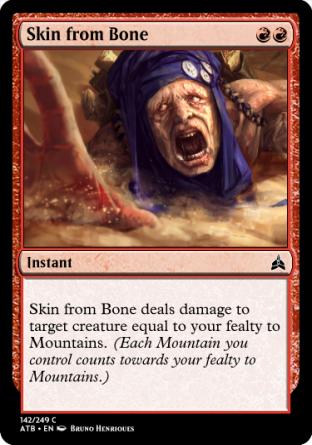 Skin from Bone
Instant
Skin from Bone deals damage to
target creature equal to your fealty to
Mountains. (Each Mountain you
control counts towards your fealty to
Mountains.)
142/249 C
ATB • EN Bruno Henriques